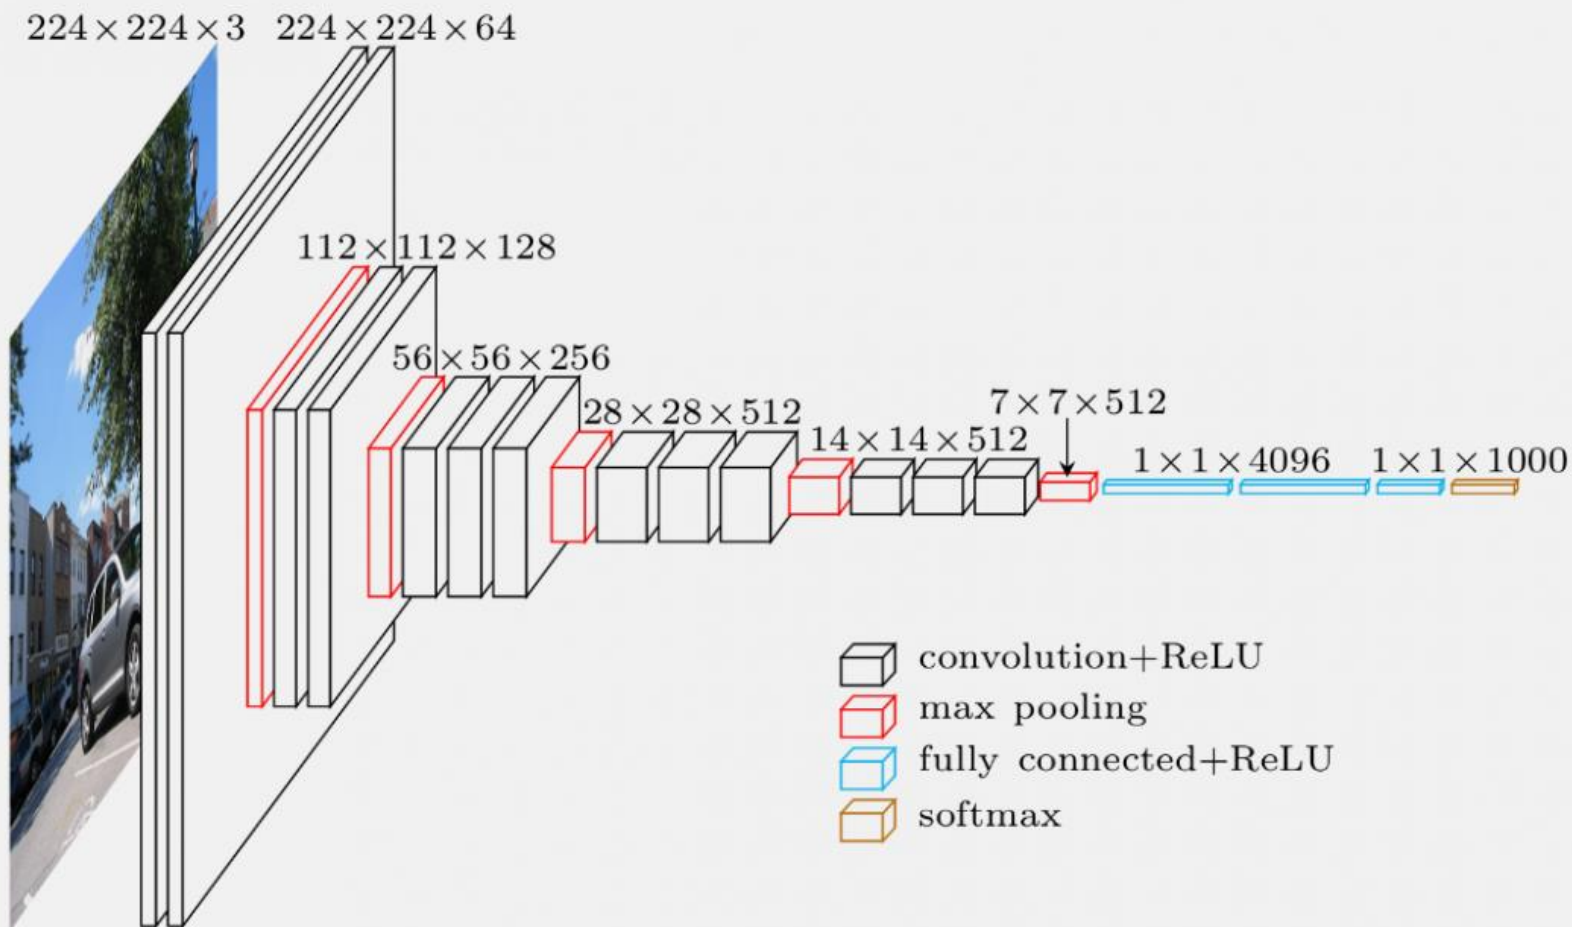 224×224×3
224×224×64
112×112×128
56×56×256
28×28×512
14×14×512
7×7×512
1×1×4096
1×1×1000
convolution+ReLU
max pooling
fully connected+ReLU
softmax